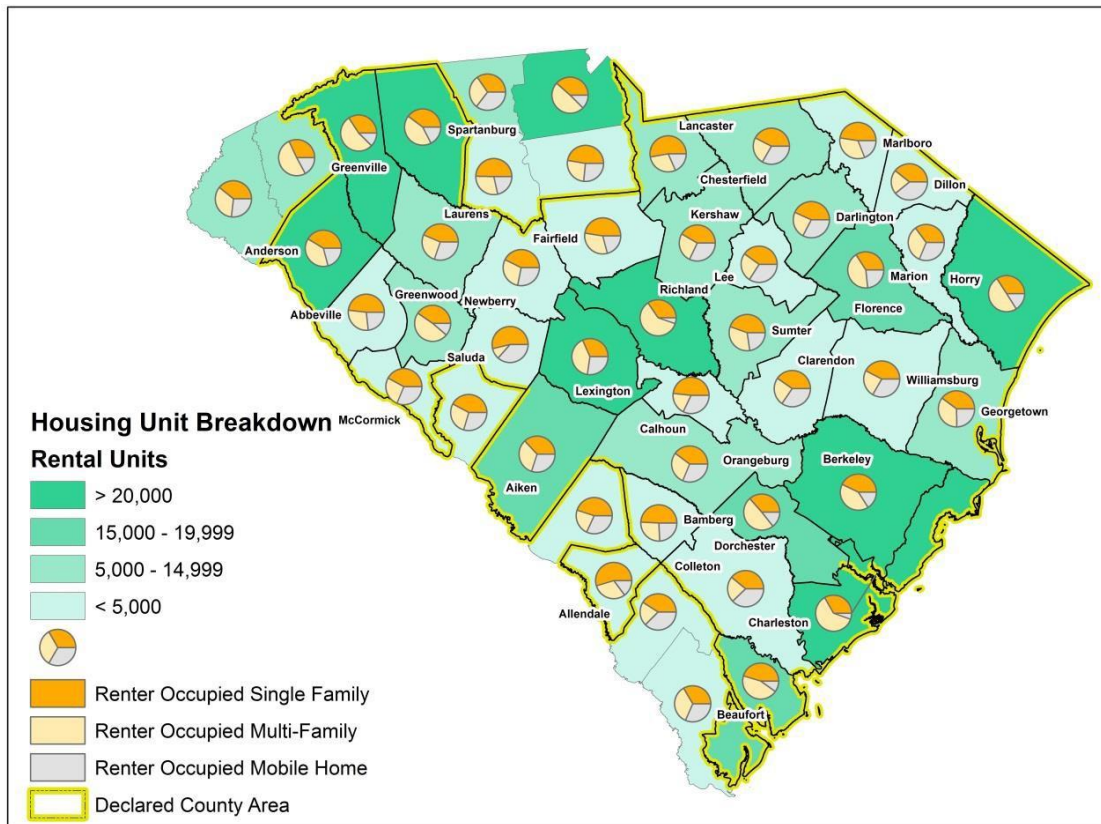 Lancaster
Marlboro
Spartanburg
Greenville
Chesterfield
Dillon
Laurens
Kershaw
Darlington
Fairfield
Anderson
Lee
Marion
Horry
Richland
Greenwood
Newberry
Abbeville
Florence
Sumter
Saluda
Clarendon
Lexington
Williamsburg
McCormick
Georgetown
Calhoun
Berkeley
Orangeburg
Aiken
Bamberg
Dorchester
Colleton
Allendale
Charleston
Beaufort
Housing Unit Breakdown
Rental Units
> 20,000
15,000 - 19,999
5,000 - 14,999
< 5,000
Renter Occupied Single Family
Renter Occupied Multi-Family
Renter Occupied Mobile Home
Declared County Area